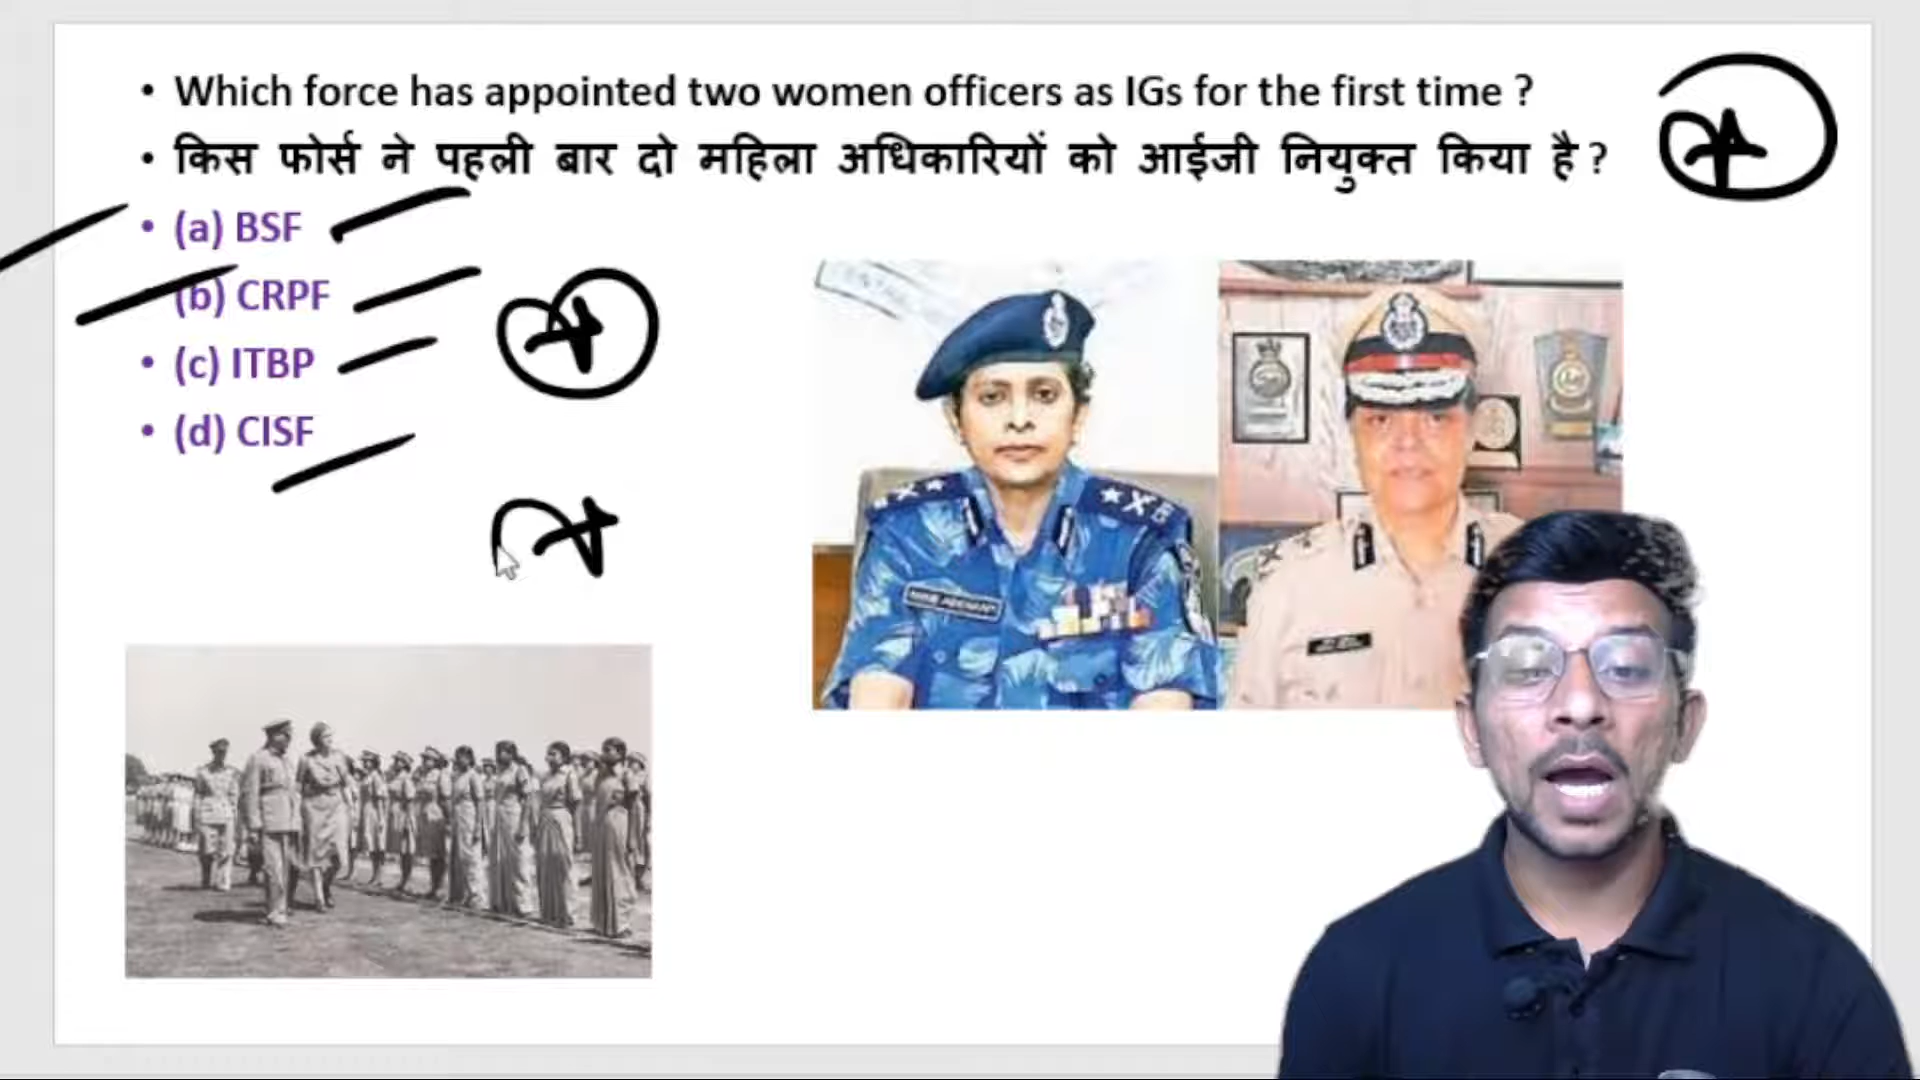 • Which force has appointed two women officers as IGs for the first time ?
• किस फोर्स ने पहली बार दो महिला अधिकारियों को आईजी नियुक्त किया है ?
• (a) BSF
(b) CRPF
• (c) ITBP
• (d) CISF